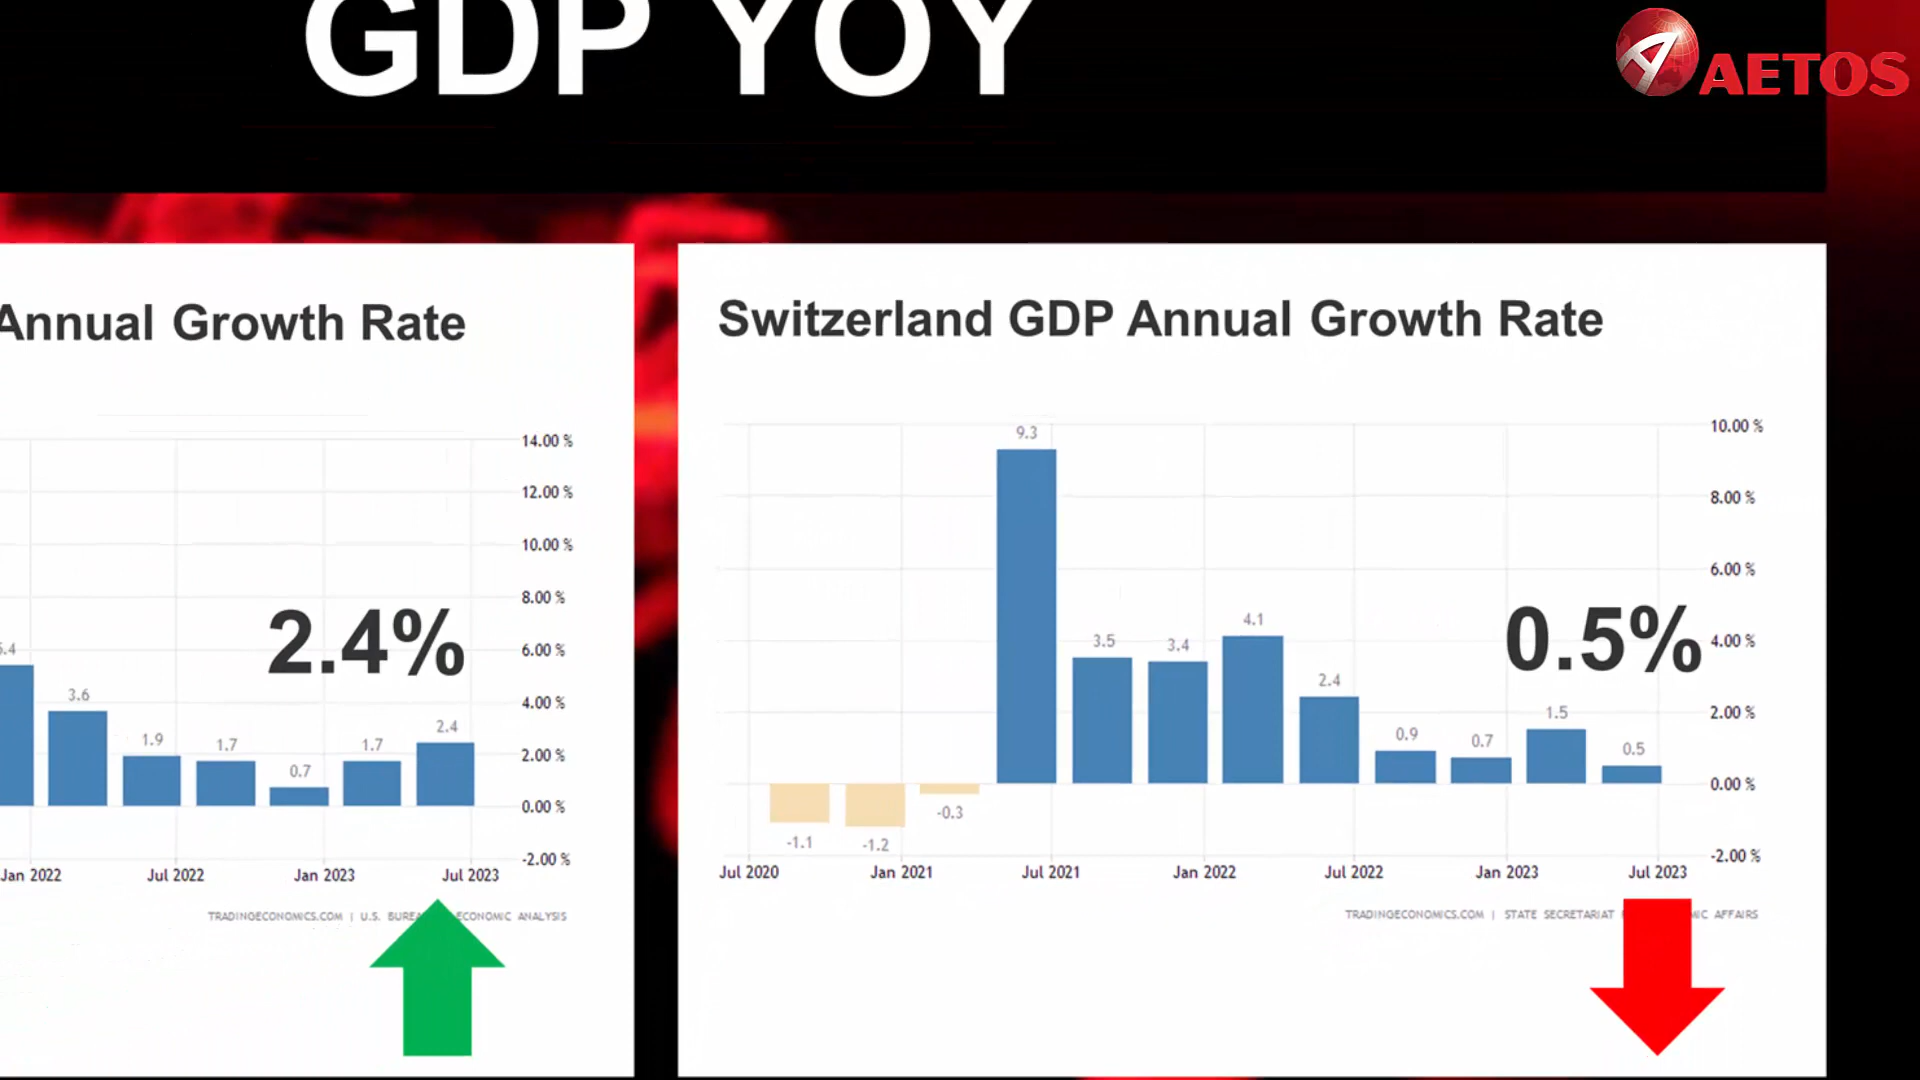 GDP YOY
AETOS
Annual Growth Rate
14.00 %
12.00 %
10.00 %
8.00 %
6.00 %
4.00 %
2.00 %
0.00 %
-2.00 %
2.4%
3.6
1.9
1.7
0.7
1.7
2.4
Jan 2022
Jul 2022
Jan 2023
Jul 2023
TRADINGECONOMICS.COM | U.S. ECONOMIC ANALYSIS
Switzerland GDP Annual Growth Rate
10.00 %
8.00 %
6.00 %
4.00 %
2.00 %
0.00 %
-2.00 %
0.5%
-1.1
-1.2
-0.3
9.3
3.5
3.4
4.1
2.4
0.9
0.7
1.5
0.5
Jul 2020
Jan 2021
Jul 2021
Jan 2022
Jul 2022
Jan 2023
Jul 2023
TRADINGECONOMICS.COM | STATE SECRETARIAT AFFAIRS